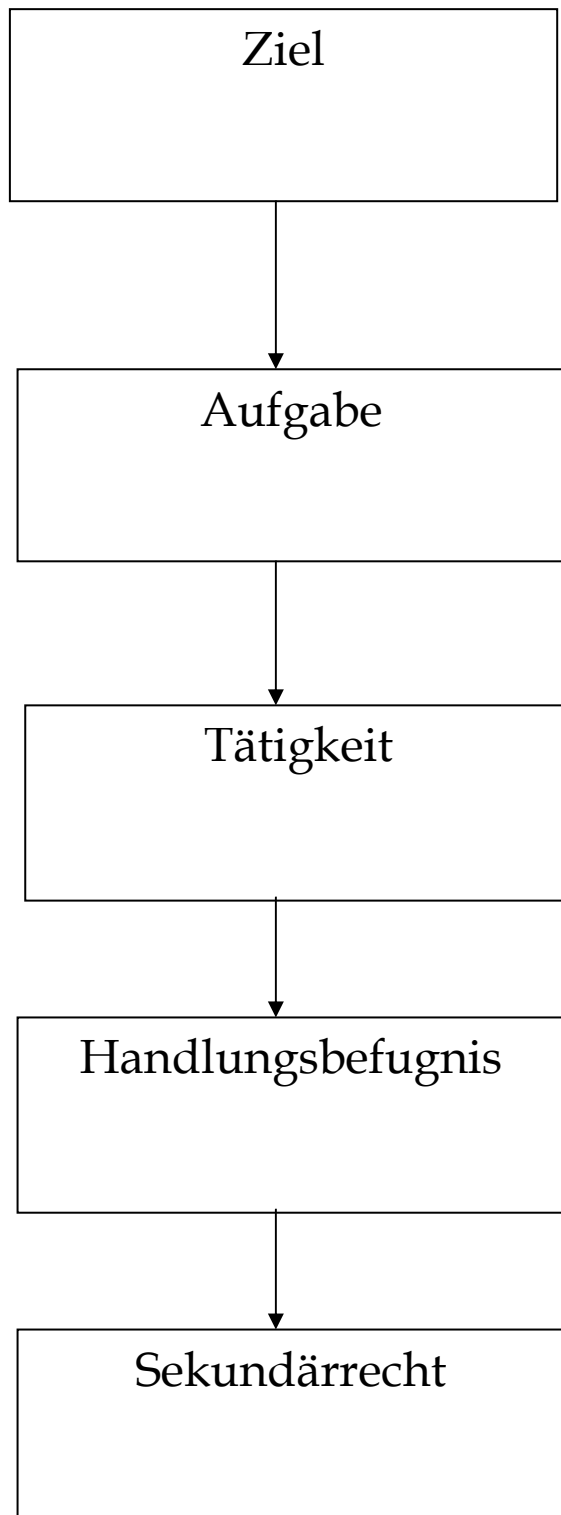 Ziel
Aufgabe
Tätigkeit
Handlungsbefugnis
Sekundärrecht